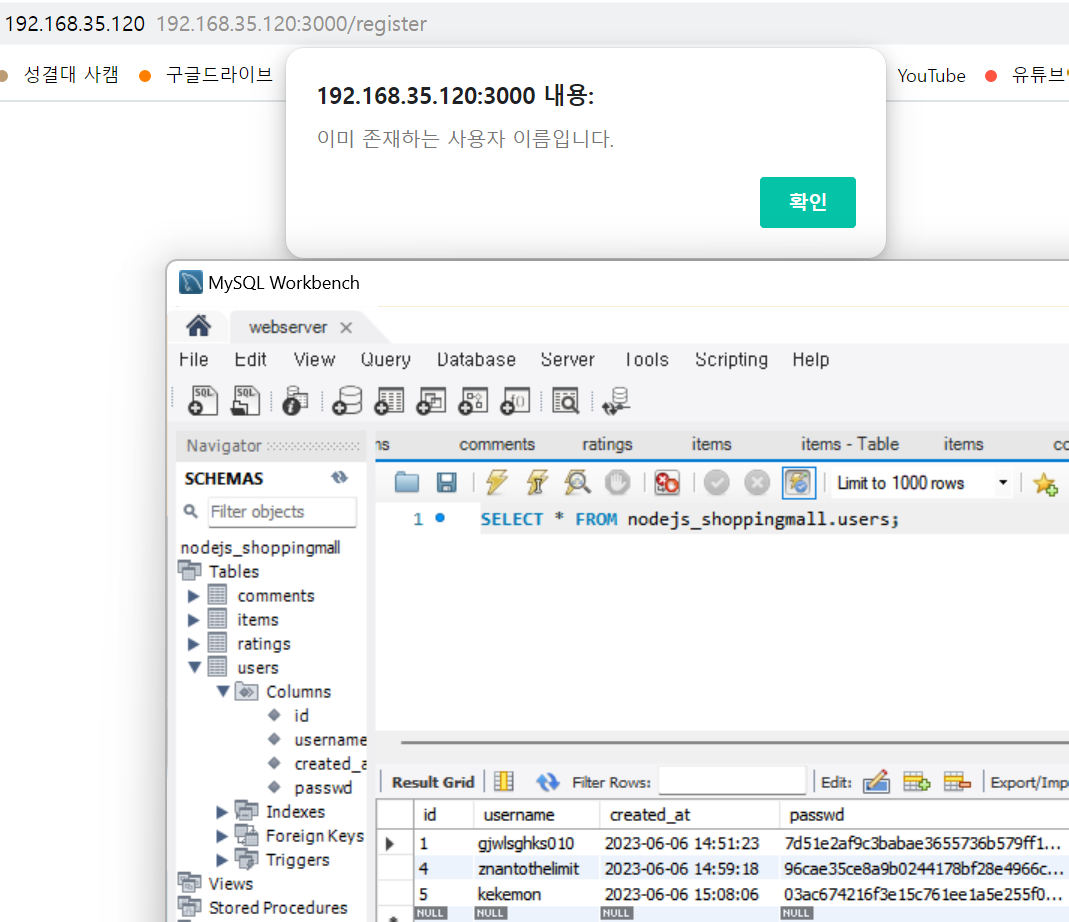 192.168.35.120 192.168.35.120:3000/register
성결대 사캠 구글드라이브 YouTube
192.168.35.120:3000 내용:
이미 존재하는 사용자 이름입니다.
확인
MySQL Workbench
webserver
File Edit View Query Database Server Tools Scripting Help
Navigator comments ratings items items - Table items
SCHEMAS Limit to 1000 rows
Filter objects
1 SELECT * FROM nodejs_shoppingmall.users;
nodejs_shoppingmall
Tables
comments
items
ratings
users
Columns
id
username
created_a
passwd
Indexes
Foreign Keys
Triggers
Views
Stored Procedures
Result Grid Filter Rows: Edit: Export/Imp
id username created_at passwd
1 gjwlsghks010 2023-06-06 14:51:23 7d51e2af9c3babae3655736b579ff1...
4 znantothelimit 2023-06-06 14:59:18 96cae35ce8a9b0244178bf28e4966c...
5 kekemon 2023-06-06 15:08:06 03ac674216f3e15c761ee1a5e255f0...
NULL NULL NULL NULL